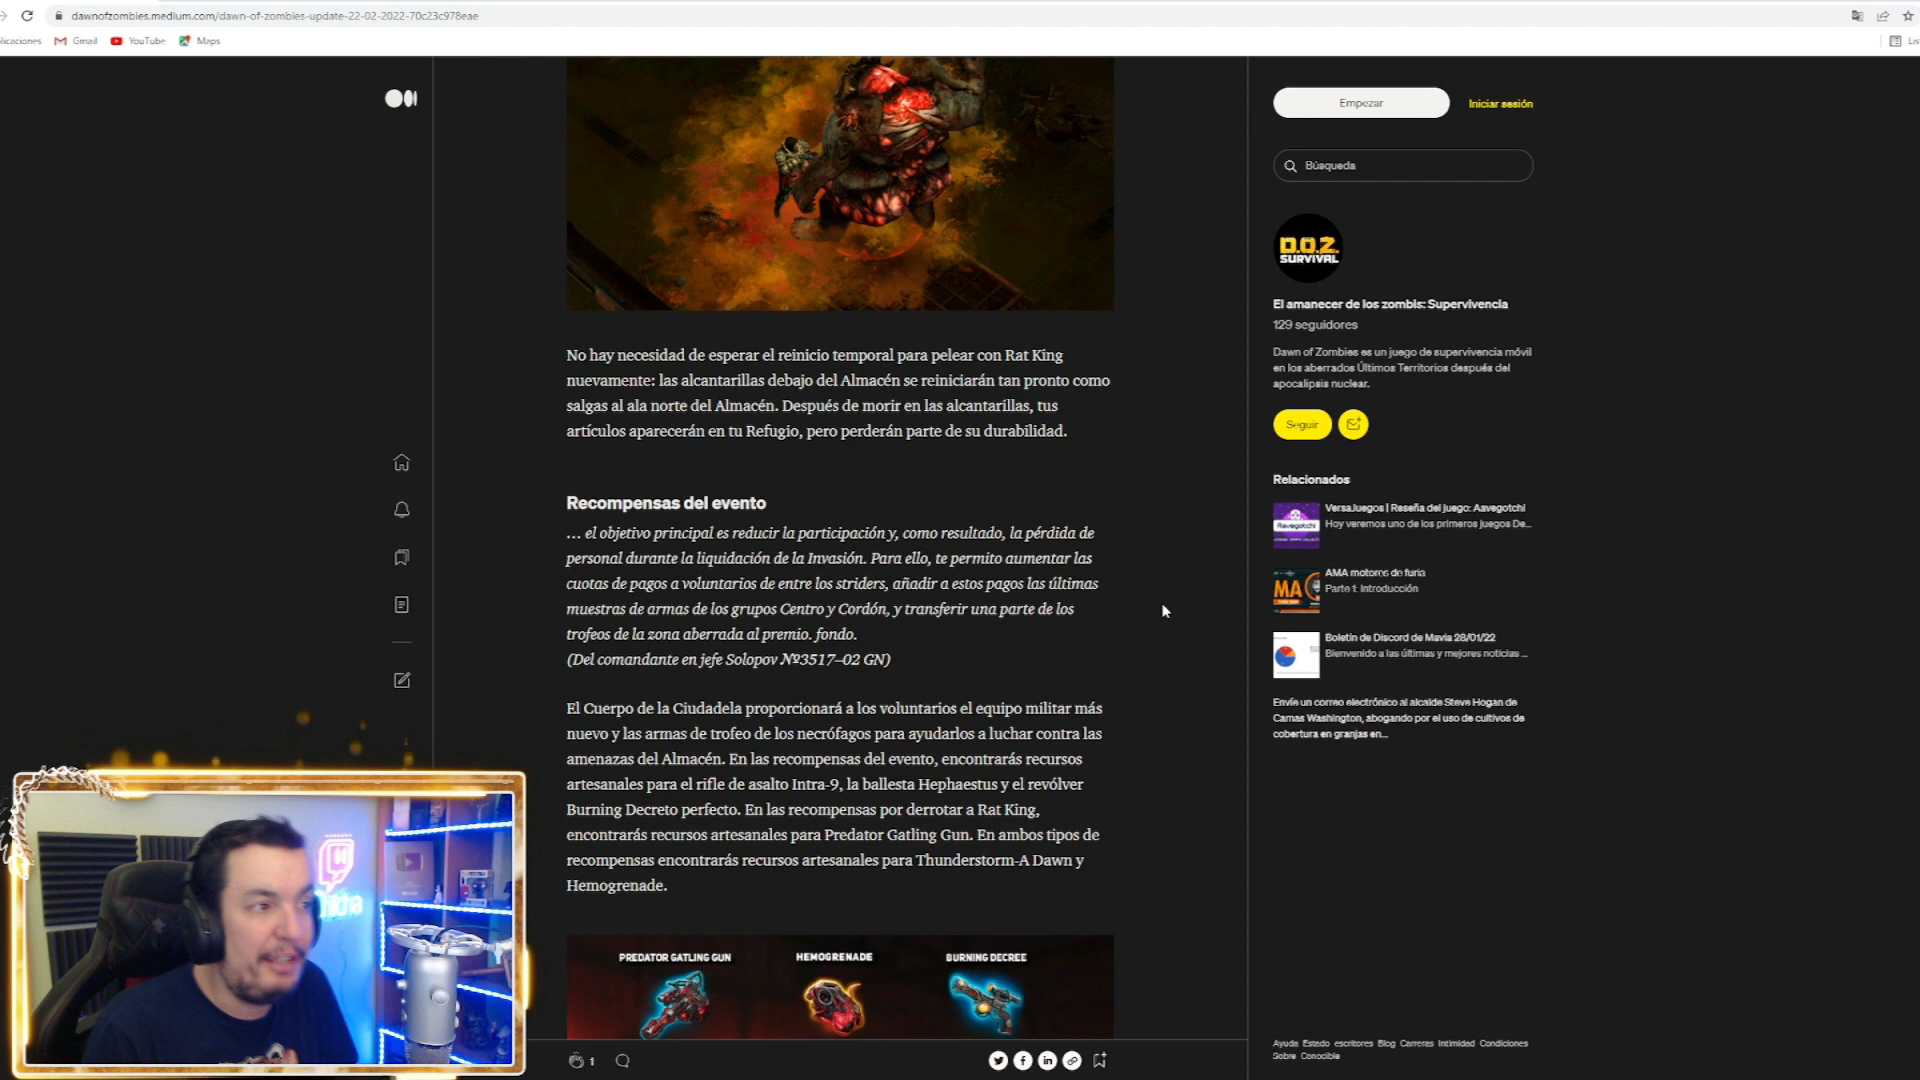 dawnofzombies.medium.com/dawn-of-zombies-update-22-02-2022-70c23c978eae
licaciones Gmail YouTube Maps Lis
Empezar Iniciar sesión
Búsqueda
D.O.Z.
SURVIVAL
El amanecer de los zombis: Supervivencia
129 seguidores
Dawn of Zombies es un juego de supervivencia móvil
en los aberrados Últimos Territorios después del
apocalipsis nuclear.
Seguir
Relacionados
VersaJuegos | Reseña del juego: Aavegotchi
Hoy veremos uno de los primeros juegos De...
Aavegotchi
AMA motores de furia
Parte 1: Introducción
MA
Boletín de Discord de Mavia 28/01/22
Bienvenido a las últimas y mejores noticias ...
Envíe un correo electrónico al alcalde Steve Hogan de
Camas Washington, abogando por el uso de cultivos de
cobertura en granjas en...
Ayuda Estado escritores Blog Carreras Intimidad Condiciones
Sobre Conocible
No hay necesidad de esperar el reinicio temporal para pelear con Rat King
nuevamente: las alcantarillas debajo del Almacén se reiniciarán tan pronto como
salgas al ala norte del Almacén. Después de morir en las alcantarillas, tus
artículos aparecerán en tu Refugio, pero perderán parte de su durabilidad.
Recompensas del evento
… el objetivo principal es reducir la participación y, como resultado, la pérdida de
personal durante la liquidación de la Invasión. Para ello, te permito aumentar las
cuotas de pagos a voluntarios de entre los striders, añadir a estos pagos las últimas
muestras de armas de los grupos Centro y Cordón, y transferir una parte de los
trofeos de la zona aberrada al premio. fondo.
(Del comandante en jefe Solopov №3517–02 GN)
El Cuerpo de la Ciudadela proporcionará a los voluntarios el equipo militar más
nuevo y las armas de trofeo de los necrófagos para ayudarlos a luchar contra las
amenazas del Almacén. En las recompensas del evento, encontrarás recursos
artesanales para el rifle de asalto Intra-9, la ballesta Hephaestus y el revólver
Burning Decreto perfecto. En las recompensas por derrotar a Rat King,
encontrarás recursos artesanales para Predator Gatling Gun. En ambos tipos de
recompensas encontrarás recursos artesanales para Thunderstorm-A Dawn y
Hemogrenade.
PREDATOR GATLING GUN HEMOGRENADE BURNING DECREE
1